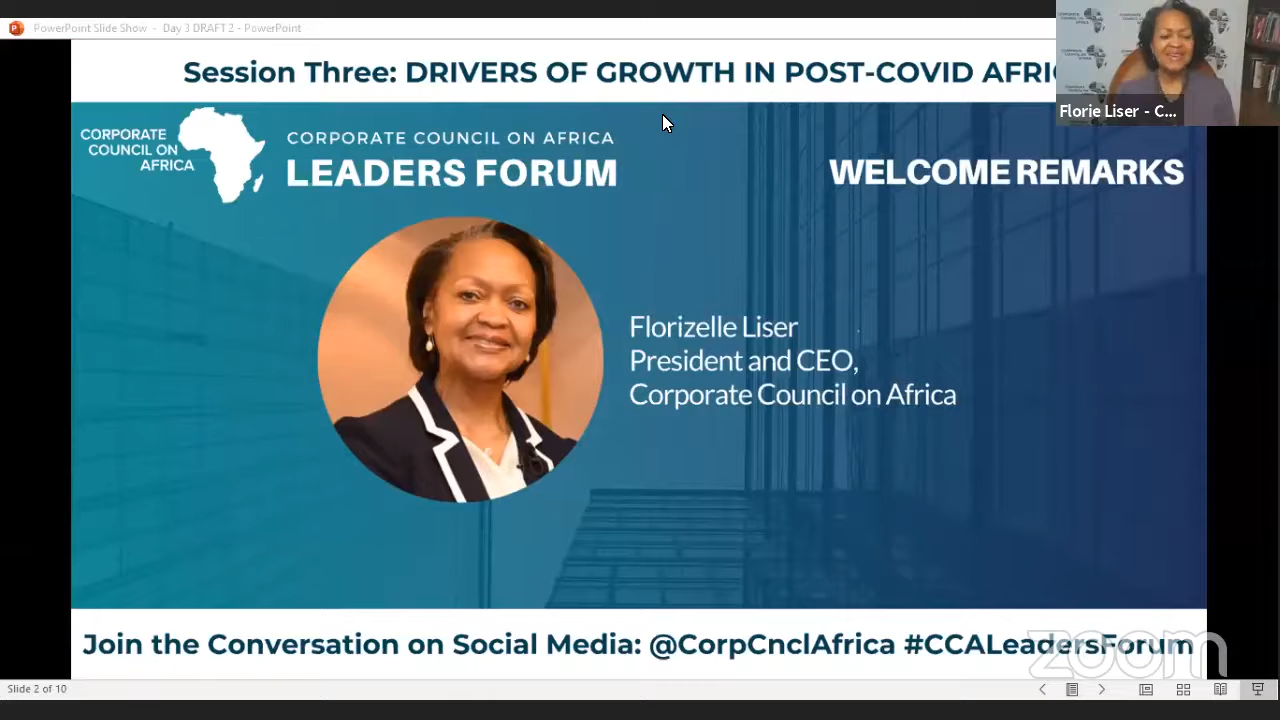 PowerPoint Slide Show - Day 3 DRAFT 2 - PowerPoint
Session Three: DRIVERS OF GROWTH IN POST-COVID AFRI
Florie Liser - C...
CORPORATE
COUNCIL ON
AFRICA
CORPORATE COUNCIL ON AFRICA
LEADERS FORUM
WELCOME REMARKS
Florizelle Liser
President and CEO,
Corporate Council on Africa
Join the Conversation on Social Media: @CorpCnclAfrica #CCALeadersForum
zoom
Slide 2 of 10